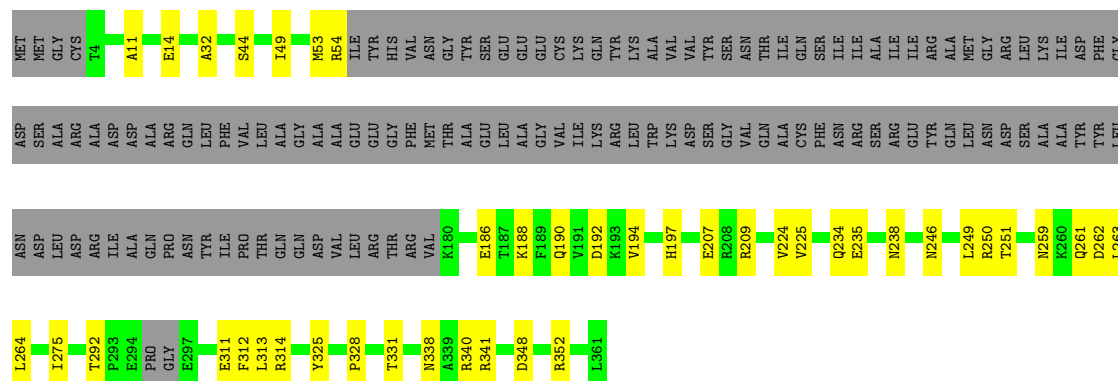 MET MET GLY CYS T4 A11 E14 A32 S44 I49 M53 R54 ILE TYR HIS VAL ASN GLY TYR SER GLU GLU CYS LYS GLN TYR LYS ALA VAL VAL TYR SER ASN THR ILE GLN SER ILE ILE ALA ILE ILE ARG ALA MET GLY ARG LEU LYS ILE ASP PHE GLY
ASP SER ALA ARG ALA ASP ASP ALA ARG GLN LEU PHE VAL LEU ALA GLY ALA ALA GLU GLU GLY PHE MET THR ALA GLU LEU ALA GLY VAL ILE LYS ARG LEU TRP LYS ASP SER GLY VAL GLN ALA CYS PHE ASN ARG SER ARG GLU TYR GLN LEU ASN ASP SER ALA ALA TYR TYR LEU
ASN ASP LEU ASP ARG ILE ALA GLN PRO ASN TYR ILE PRO THR GLN GLN ASP VAL LEU ARG THR ARG VAL K180 E186 T187 K188 F189 Q190 V191 D192 K193 V194 H197 E207 R208 R209 V224 V225 Q234 E235 N238 N246 L249 R250 T251 N259 K260 Q261 D262 L263
L264 I275 T292 P293 E294 PRO GLY E297 E311 F312 L313 R314 Y325 P328 T331 N338 A339 R340 R341 D348 R352 L361